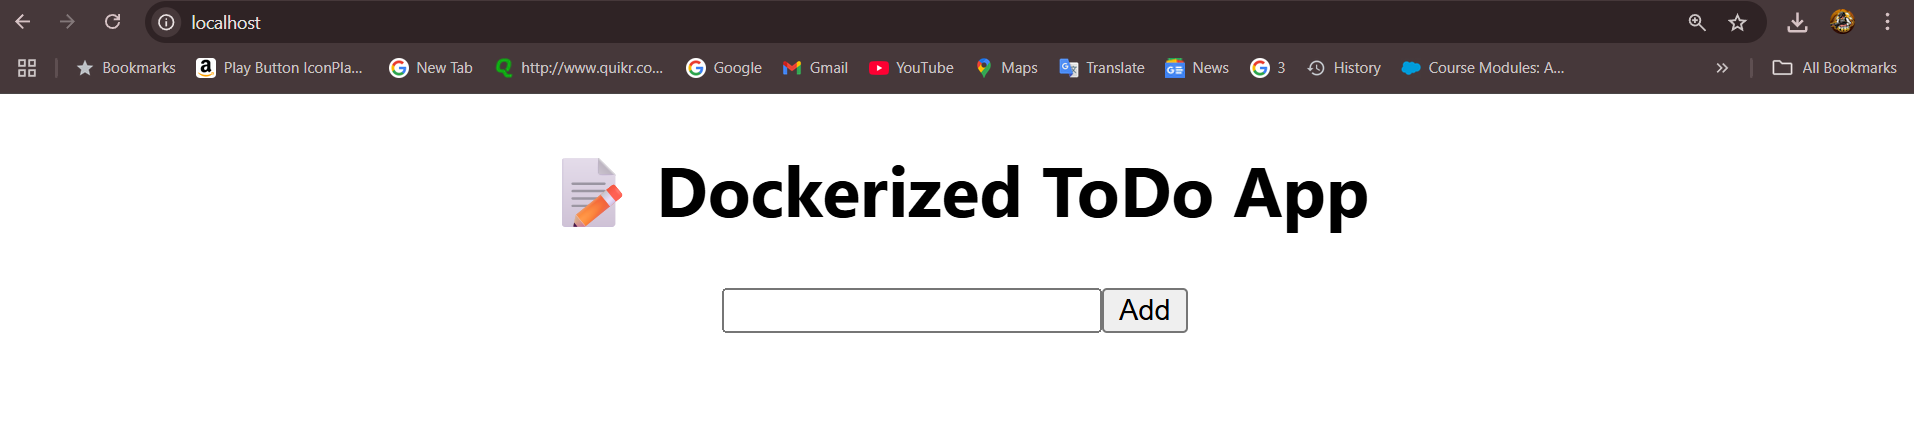 localhost
Bookmarks Play Button IconPla... New Tab http://www.quikr.co... Google Gmail YouTube Maps Translate News 3 History Course Modules: A... » All Bookmarks
Dockerized ToDo App
Add